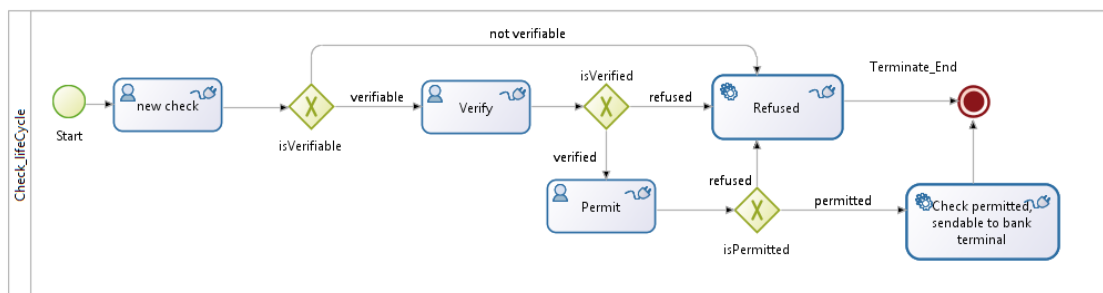 Check_lifeCycle
Start
new check
isVerifiable
not verifiable
verifiable
Verify
isVerified
refused
verified
Refused
Terminate_End
Permit
refused
isPermitted
permitted
Check permitted,
sendable to bank
terminal